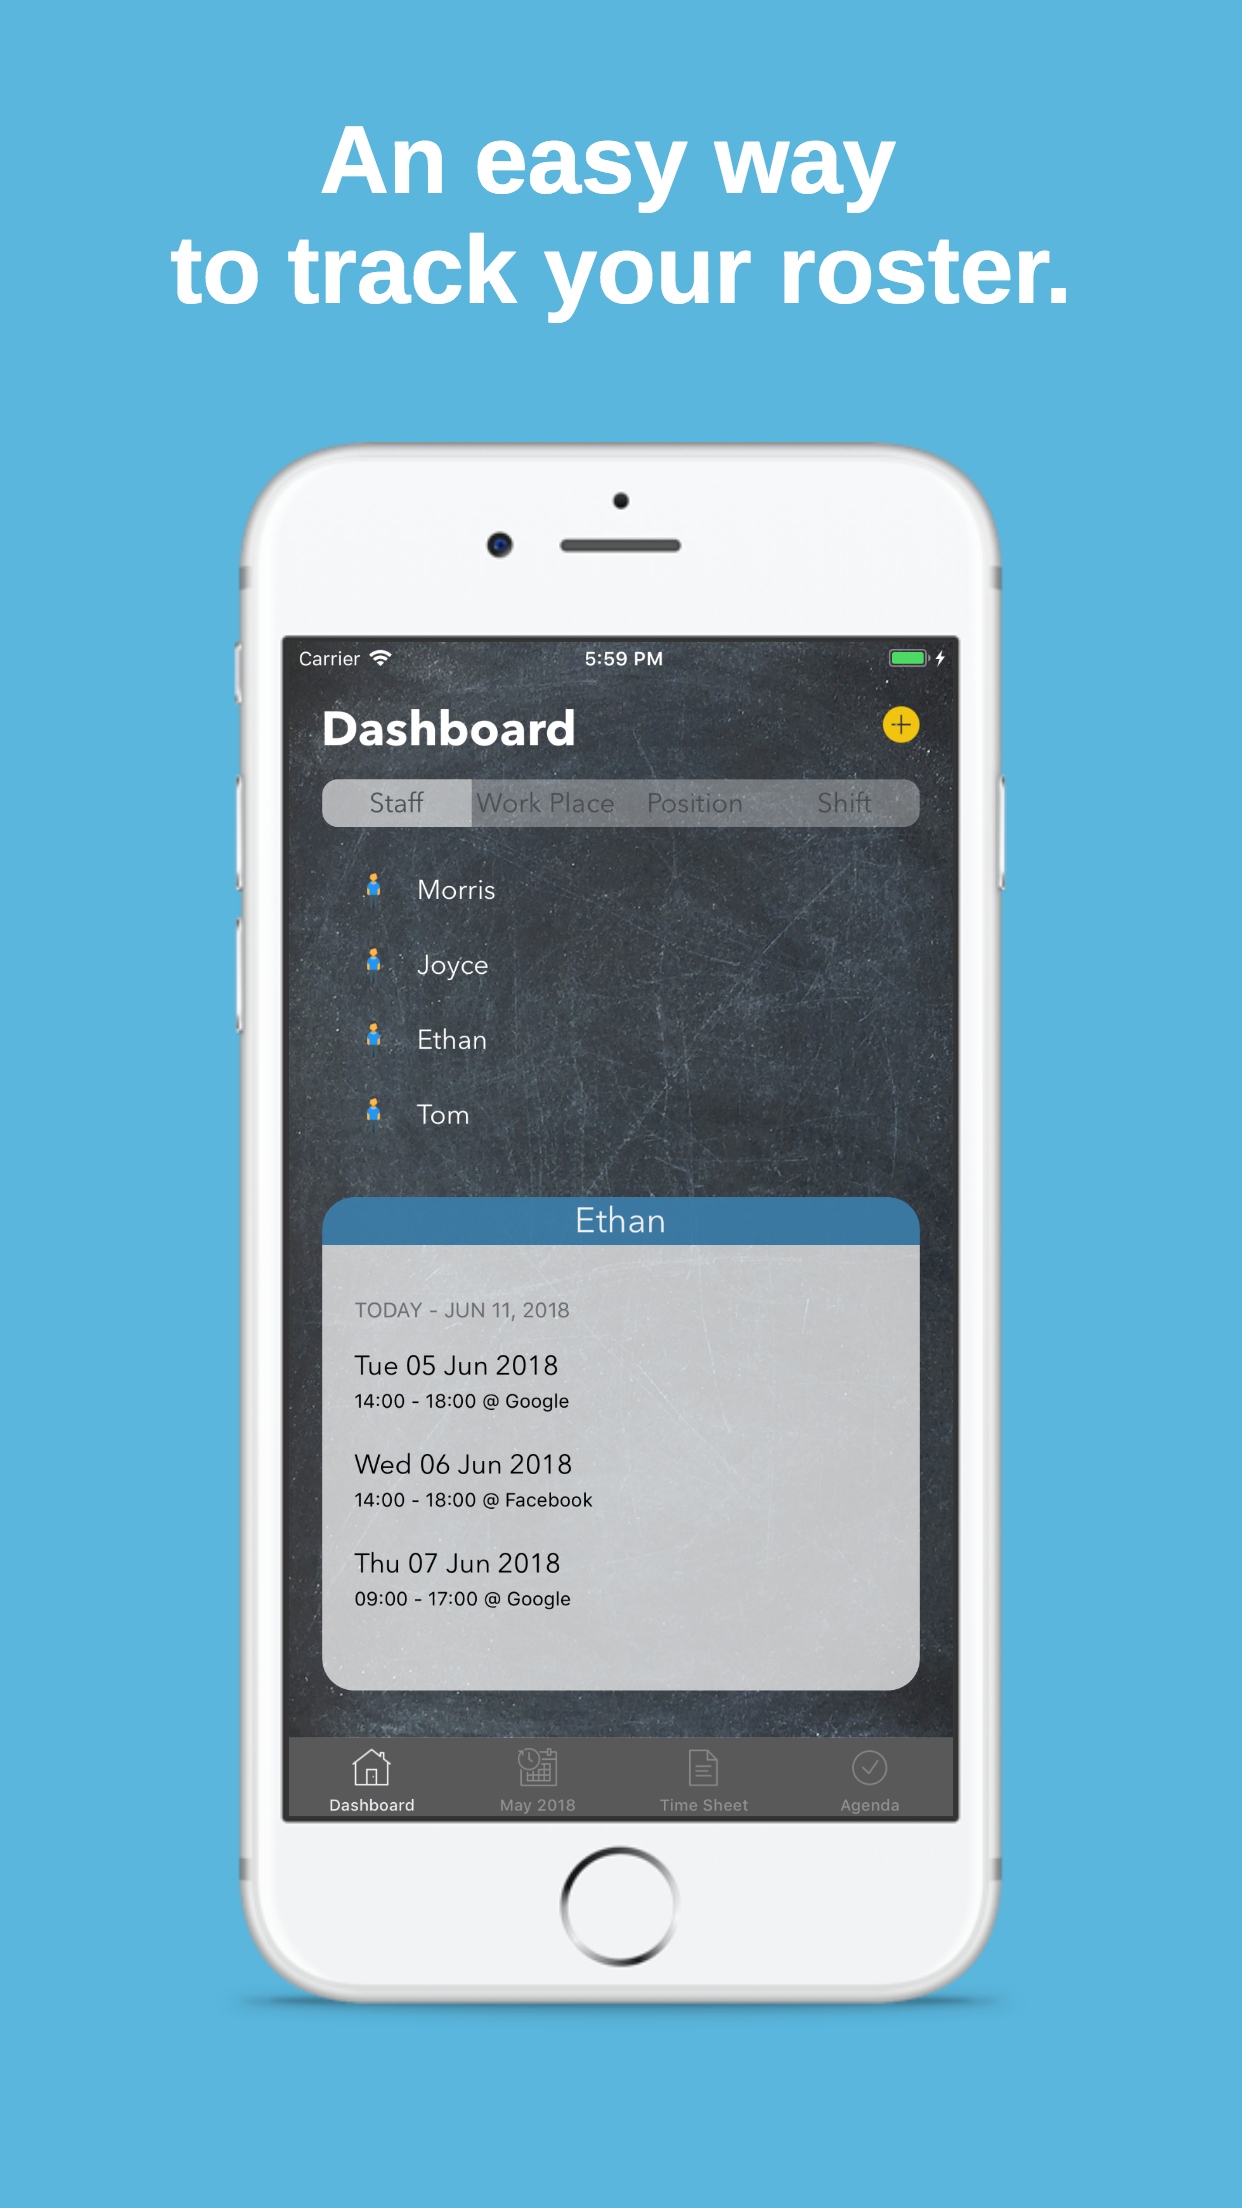 An easy way
to track your roster.
Carrier 5:59 PM
Dashboard
Staff Work Place Position Shift
Morris
Joyce
Ethan
Tom
Ethan
TODAY - JUN 11, 2018
Tue 05 Jun 2018
14:00 - 18:00 @ Google
Wed 06 Jun 2018
14:00 - 18:00 @ Facebook
Thu 07 Jun 2018
09:00 - 17:00 @ Google
Dashboard May 2018 Time Sheet Agenda